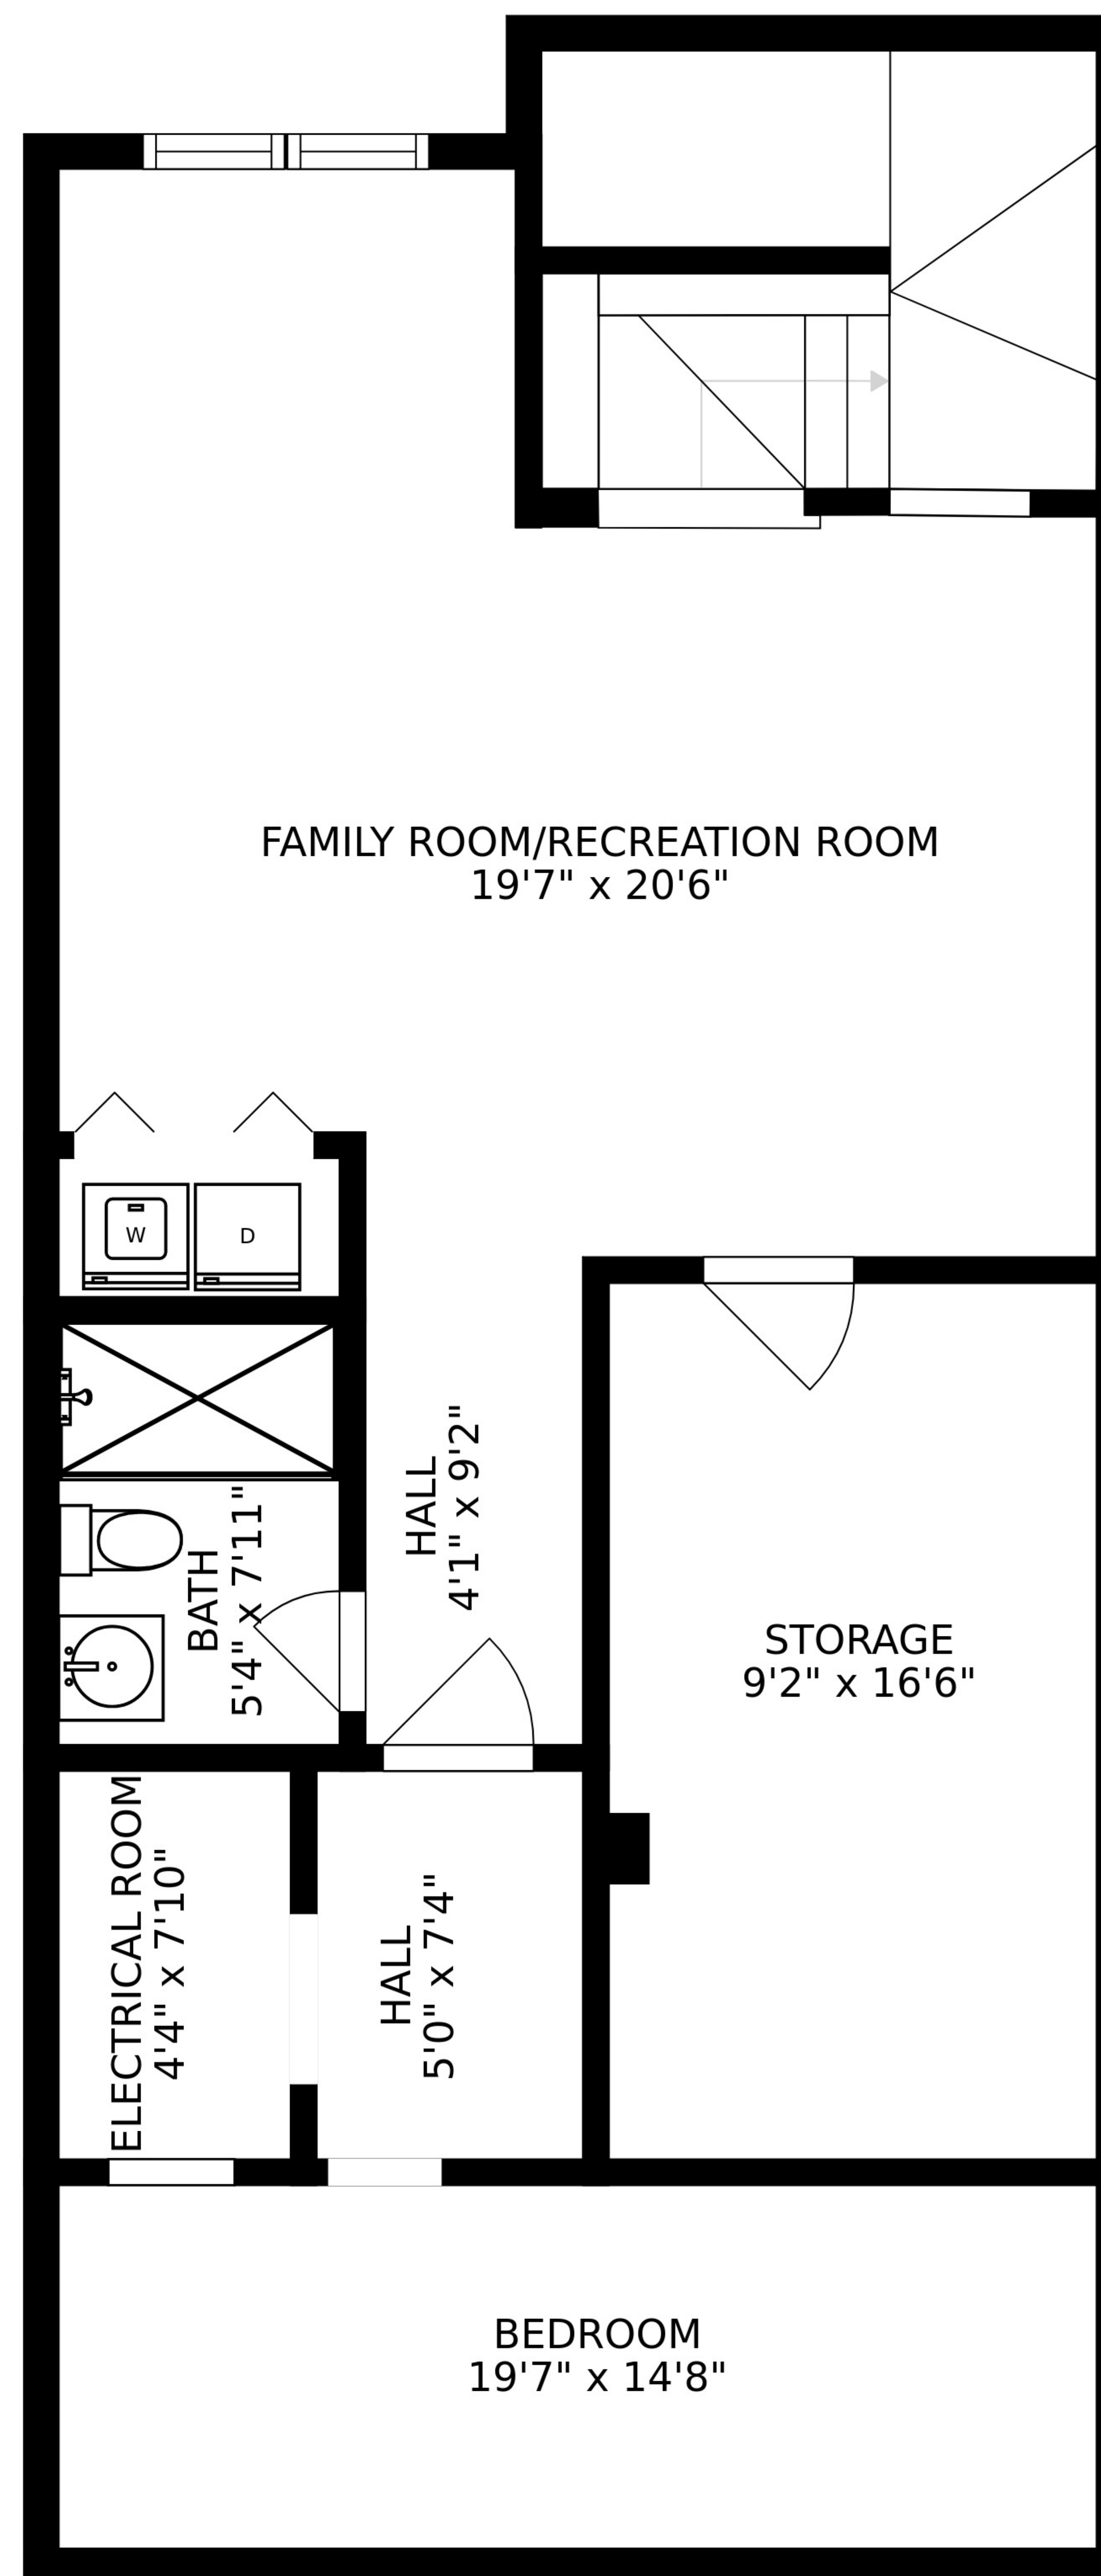 FAMILY ROOM/RECREATION ROOM
19'7" x 20'6"
W
D
HALL
4'1" x 9'2"
BATH
5'4" x 7'11"
STORAGE
9'2" x 16'6"
ELECTRICAL ROOM
4'4" x 7'10"
HALL
5'0" x 7'4"
BEDROOM
19'7" x 14'8"